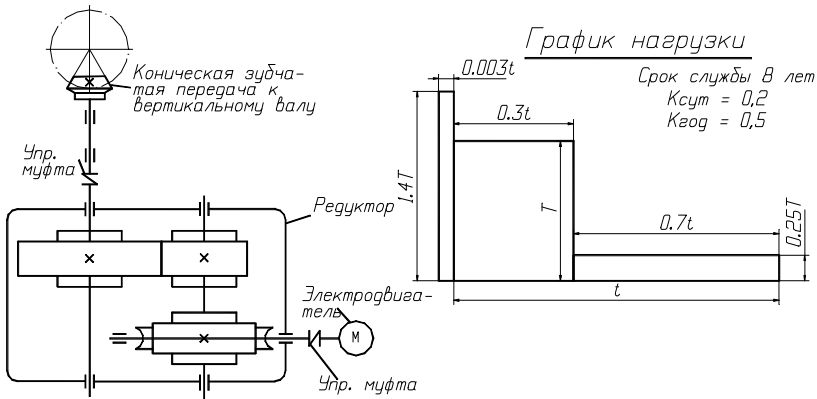 Коническая зубча-
тая передача к
вертикальному валу
Упр.
муфта
Редуктор
Электродвига-
тель
М
Упр. муфта
График нагрузки
Срок службы 8 лет
Ксут = 0,2
Кгод = 0,5
0.003t
0.3t
1.4T
T
0.7t
0.25T
t